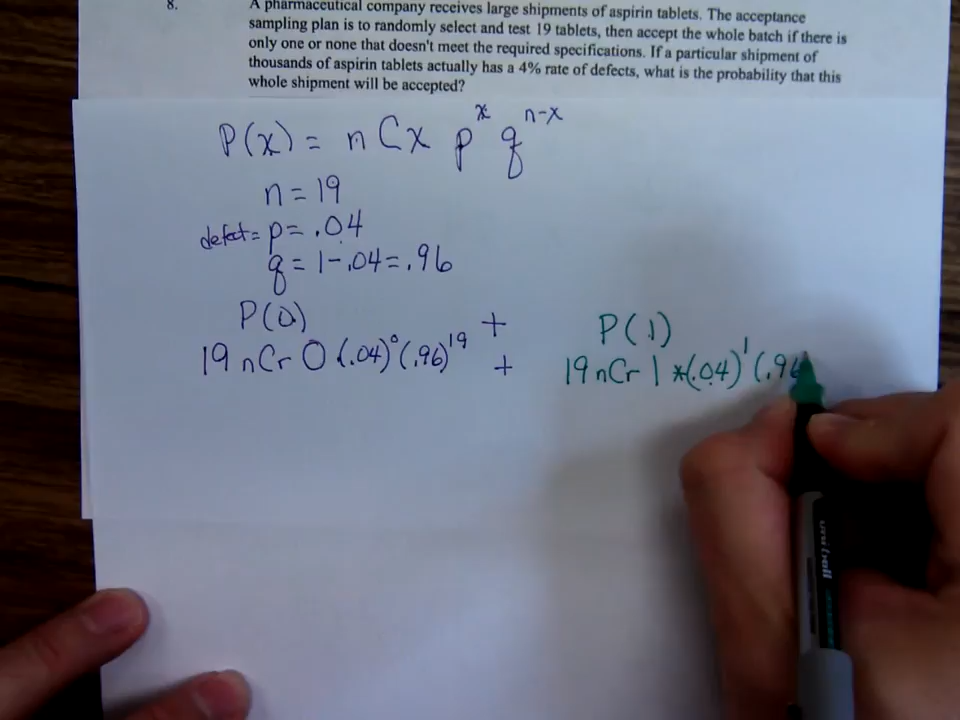 8. A pharmaceutical company receives large shipments of aspirin tablets. The acceptance
sampling plan is to randomly select and test 19 tablets, then accept the whole batch if there is
only one or none that doesn't meet the required specifications. If a particular shipment of
thousands of aspirin tablets actually has a 4% rate of defects, what is the probability that this
whole shipment will be accepted?
P(x) = nCx p^x q^n-x
n = 19
defect = p = .04
q = 1 - .04 = .96
P(0) + P(1)
19 nCr 0 (.04)^0 (.96)^19 + 19 nCr 1 * (.04)^1 (.96